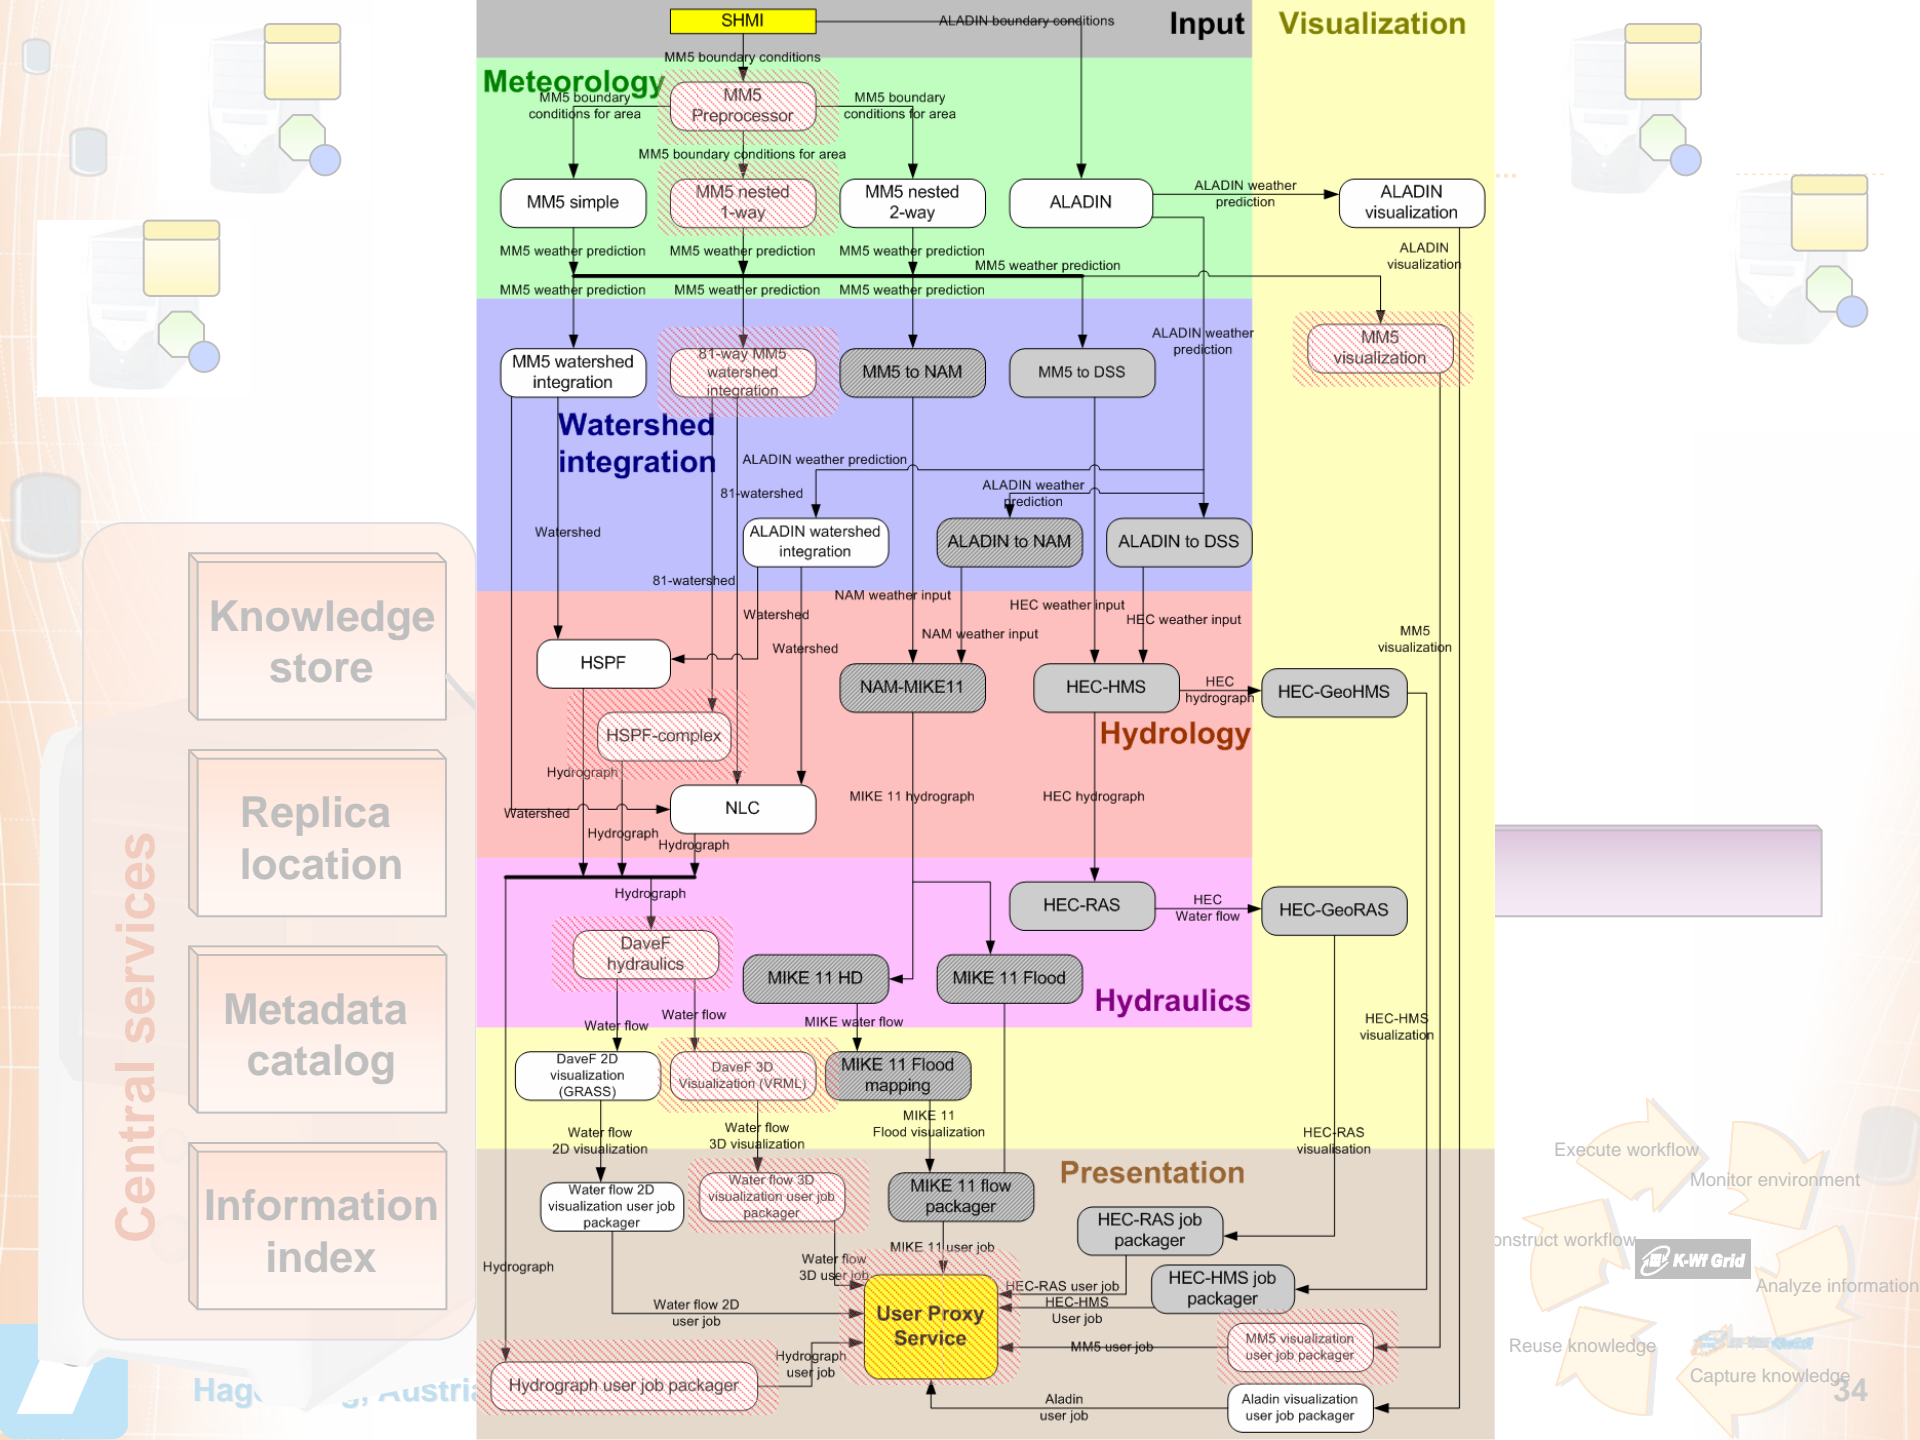 SHMI
ALADIN boundary conditions
Input
Visualization
MM5 boundary conditions
Meteorology
MM5 boundary
conditions for area
MM5
Preprocessor
MM5 boundary
conditions for area
MM5 boundary conditions for area
MM5 simple
MM5 nested
1-way
MM5 nested
2-way
ALADIN
ALADIN weather
prediction
ALADIN
visualization
MM5 weather prediction
MM5 weather prediction
MM5 weather prediction
MM5 weather prediction
ALADIN
visualization
MM5 weather prediction
MM5 weather prediction
MM5 weather prediction
ALADIN weather
prediction
MM5
visualization
MM5 watershed
integration
81-way MM5
watershed
integration
MM5 to NAM
MM5 to DSS
Watershed
integration
ALADIN weather prediction
81-watershed
ALADIN weather
prediction
Watershed
ALADIN watershed
integration
ALADIN to NAM
ALADIN to DSS
81-watershed
NAM weather input
HEC weather input
Watershed
HEC weather input
NAM weather input
Watershed
MM5
visualization
HSPF
NAM-MIKE11
HEC-HMS
HEC
hydrograph
HEC-GeoHMS
HSPF-complex
Hydrology
Hydrograph
NLC
MIKE 11 hydrograph
HEC hydrograph
Watershed
Hydrograph
Hydrograph
Hydrograph
HEC-RAS
HEC
Water flow
HEC-GeoRAS
DaveF
hydraulics
MIKE 11 HD
MIKE 11 Flood
Hydraulics
Water flow
Water flow
MIKE water flow
HEC-HMS
visualization
DaveF 2D
visualization
(GRASS)
DaveF 3D
Visualization (VRML)
MIKE 11 Flood
mapping
MIKE 11
Flood visualization
Water flow
2D visualization
Water flow
3D visualization
HEC-RAS
visualisation
Presentation
Water flow 2D
visualization user job
packager
Water flow 3D
visualization user job
packager
MIKE 11 flow
packager
HEC-RAS job
packager
MIKE 11 user job
Water flow
3D user job
Hydrograph
HEC-RAS user job
HEC-HMS
User job
HEC-HMS job
packager
Water flow 2D
user job
User Proxy
Service
MM5 user job
MM5 visualization
user job packager
Hydrograph
user job
Hydrograph user job packager
Aladin
user job
Aladin visualization
user job packager
Central services
Knowledge
store
Replica
location
Metadata
catalog
Information
index
Execute workflow
Monitor environment
onstruct workflow
K-Wf Grid
Analyze information
Reuse knowledge
Capture knowledge
34